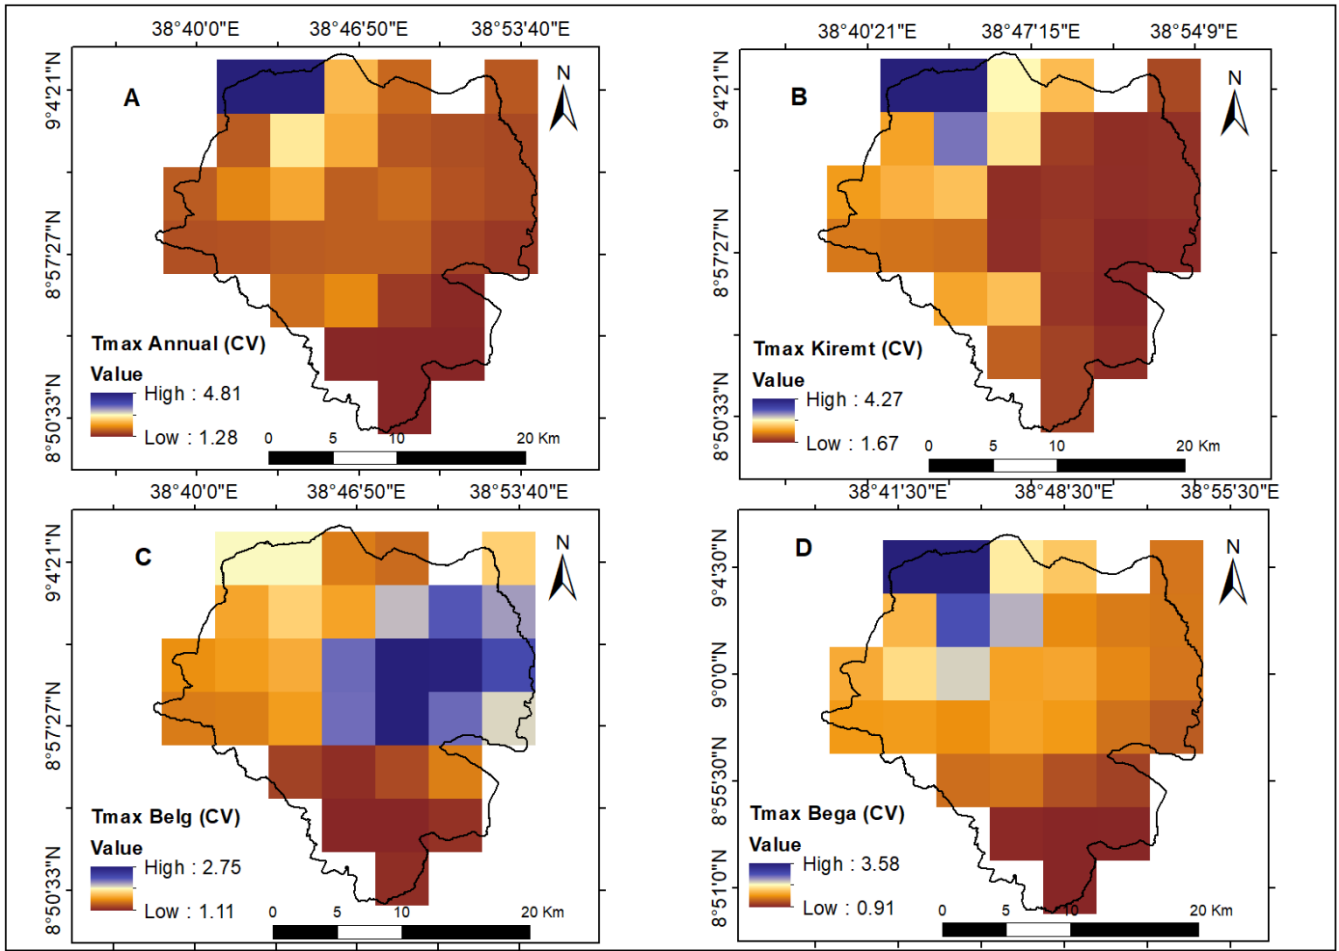 38°40'0"E 38°46'50"E 38°53'40"E
9°4'21"N
8°57'27"N
8°50'33"N
A
N
Tmax Annual (CV)
Value
High : 4.81
Low : 1.28
0 5 10 20 Km
38°40'21"E 38°47'15"E 38°54'9"E
9°4'21"N
8°57'27"N
8°50'33"N
B
N
Tmax Kiremt (CV)
Value
High : 4.27
Low : 1.67
0 5 10 20 Km
38°40'0"E 38°46'50"E 38°53'40"E
9°4'21"N
8°57'27"N
8°50'33"N
C
N
Tmax Belg (CV)
Value
High : 2.75
Low : 1.11
0 5 10 20 Km
38°41'30"E 38°48'30"E 38°55'30"E
9°4'30"N
9°0'0"N
8°55'30"N
8°51'0"N
D
N
Tmax Bega (CV)
Value
High : 3.58
Low : 0.91
0 5 10 20 Km